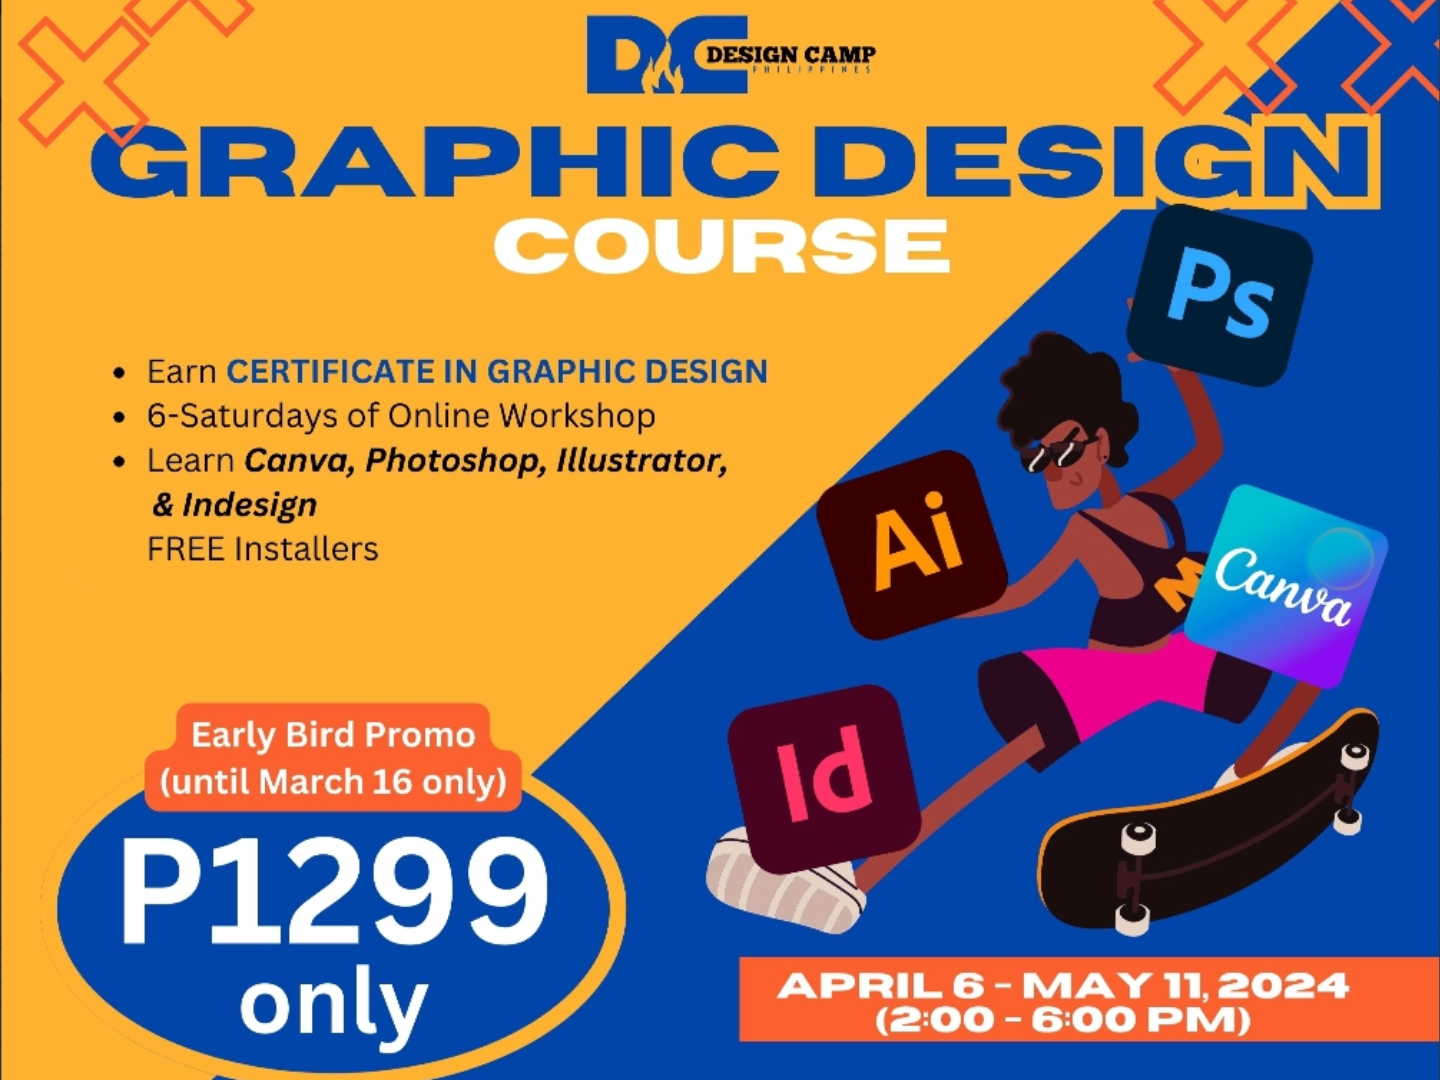 DC DESIGN CAMP
PHILIPPINES
GRAPHIC DESIGN
COURSE
Ps
• Earn CERTIFICATE IN GRAPHIC DESIGN
• 6-Saturdays of Online Workshop
• Learn Canva, Photoshop, Illustrator,
& Indesign
FREE Installers
Ai
M
Canva
Id
Early Bird Promo
(until March 16 only)
P1299
only
APRIL 6 - MAY 11, 2024
(2:00 - 6:00 PM)